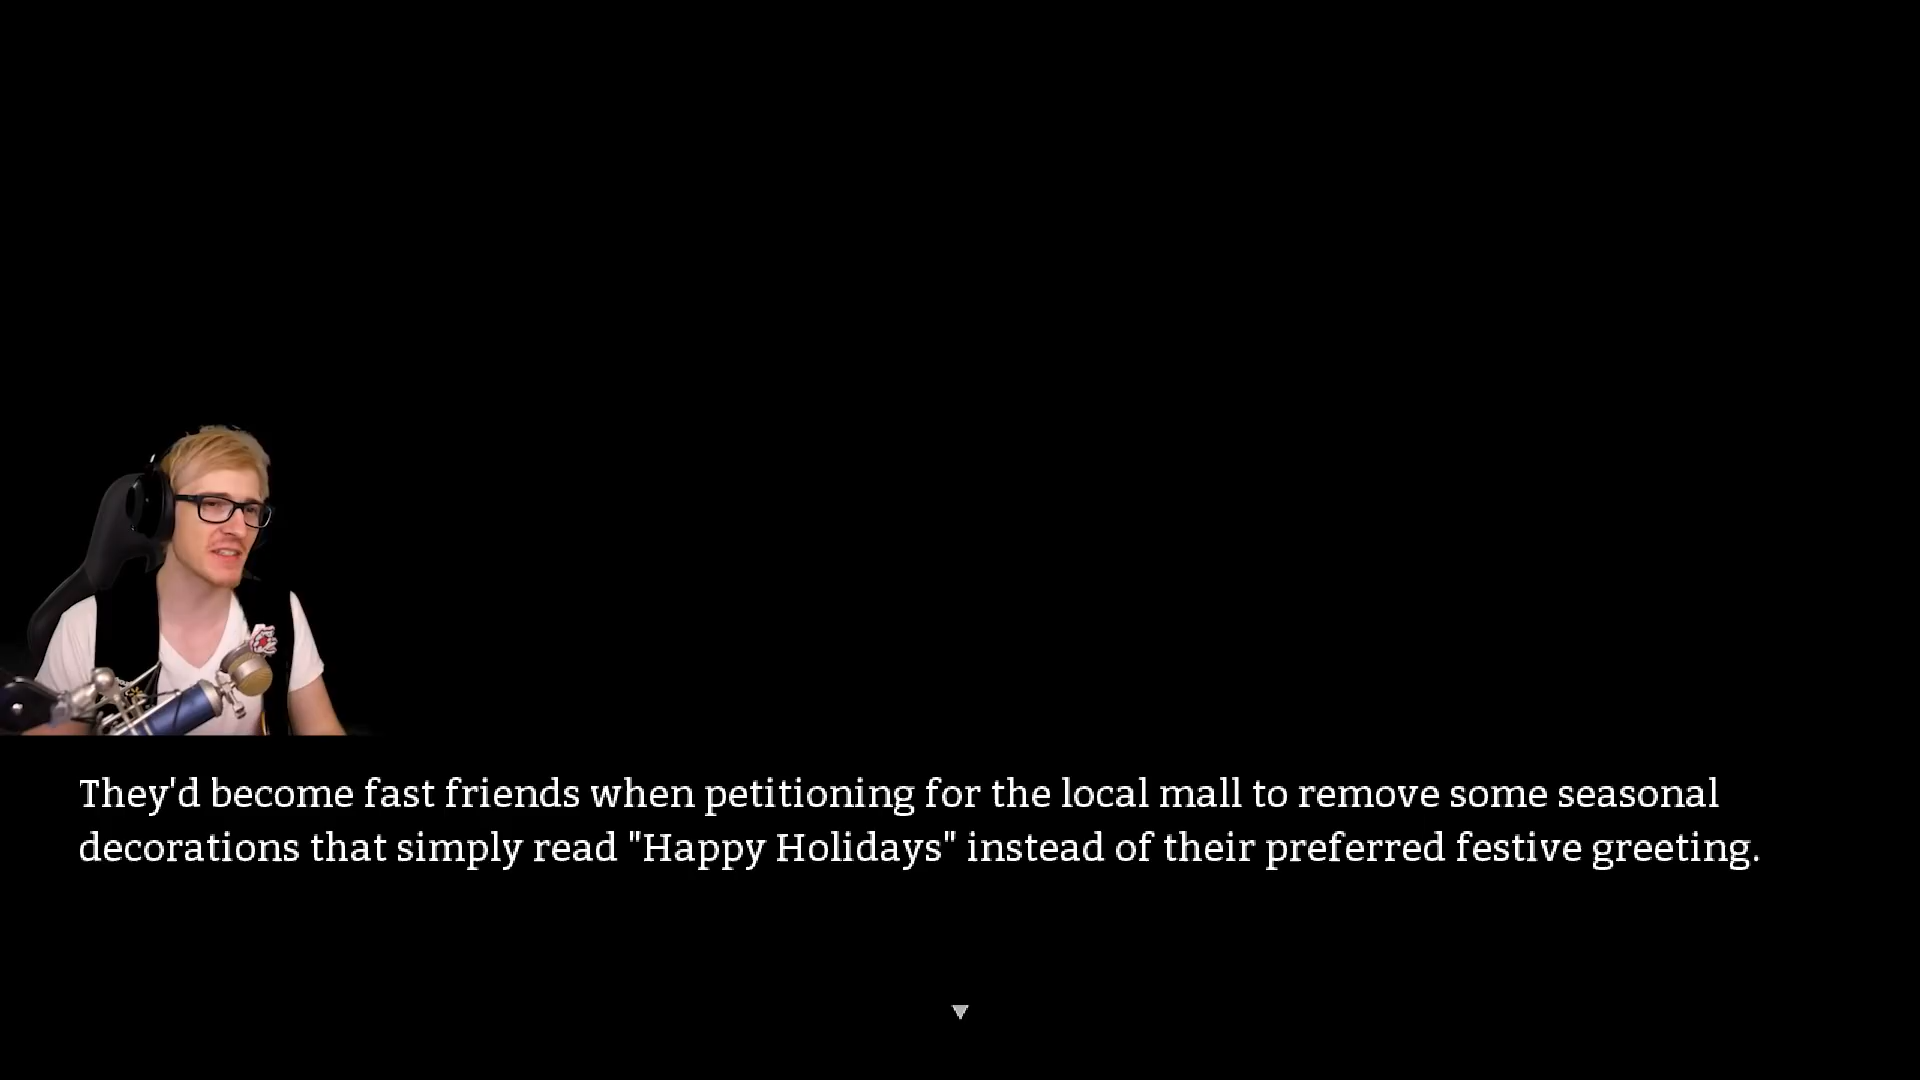 They'd become fast friends when petitioning for the local mall to remove some seasonal
decorations that simply read "Happy Holidays" instead of their preferred festive greeting.